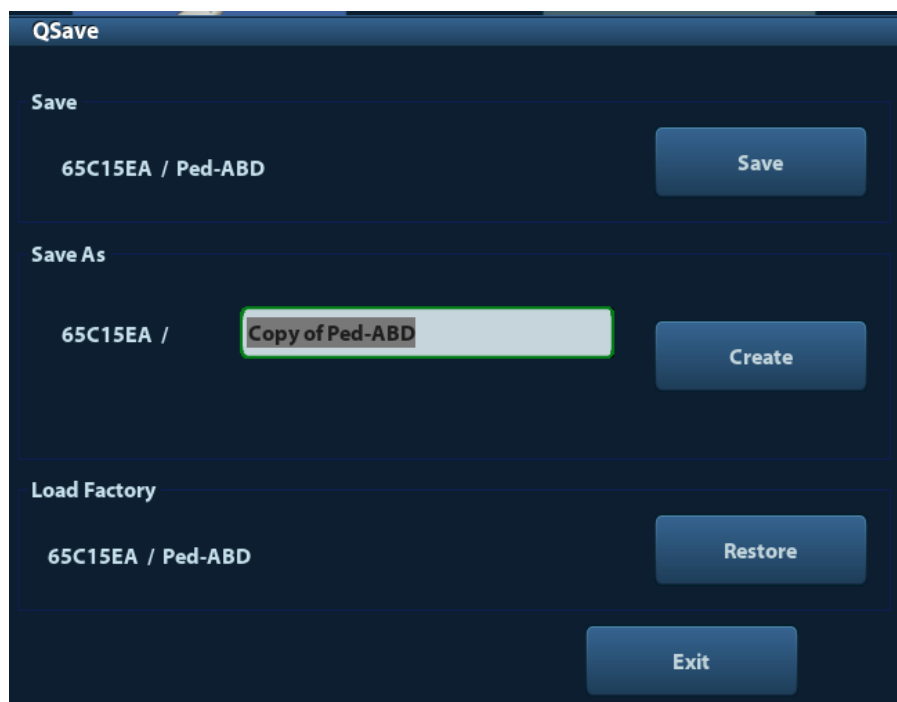 QSave
Save
65C15EA / Ped-ABD
Save
Save As
65C15EA /
Copy of Ped-ABD
Create
Load Factory
65C15EA / Ped-ABD
Restore
Exit